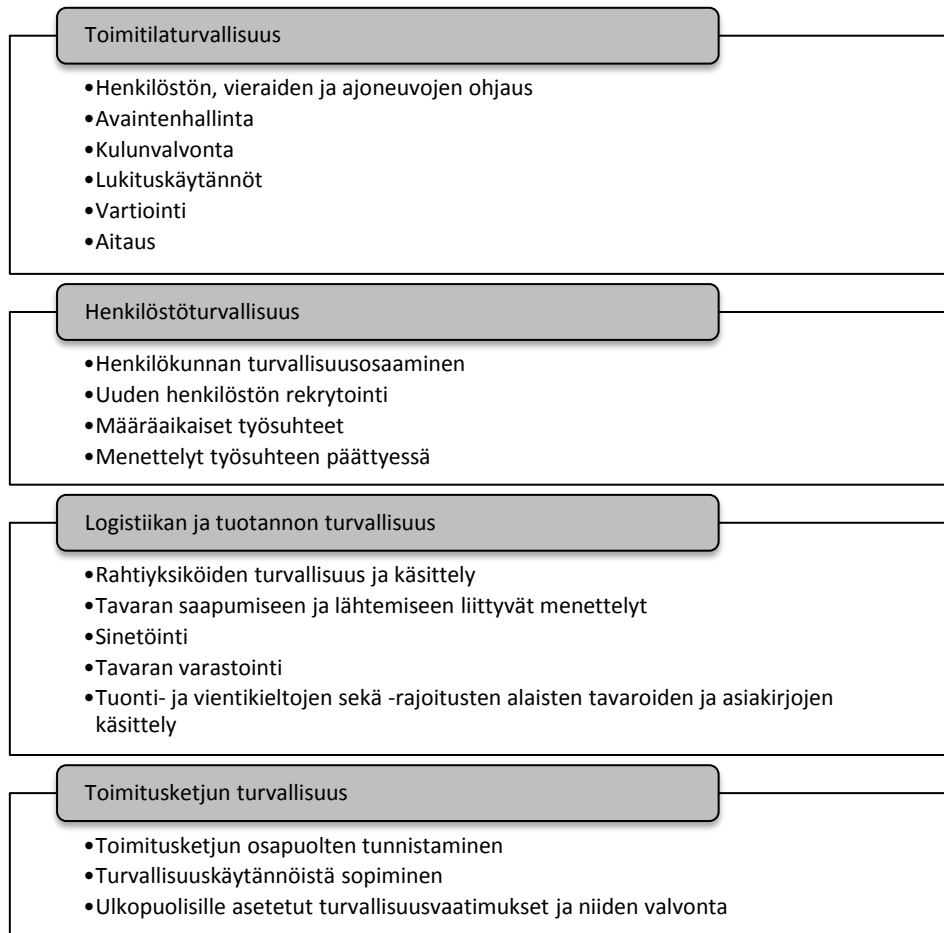 Toimitilaturvallisuus
•Henkilöstön, vieraiden ja ajoneuvojen ohjaus
•Avaintenhallinta
•Kulunvalvonta
•Lukituskäytännöt
•Vartiointi
•Aitaus
Henkilöstöturvallisuus
•Henkilökunnan turvallisuusosaaminen
•Uuden henkilöstön rekrytointi
•Määräaikaiset työsuhteet
•Menettelyt työsuhteen päättyessä
Logistiikan ja tuotannon turvallisuus
•Rahtiyksiköiden turvallisuus ja käsittely
•Tavaran saapumiseen ja lähtemiseen liittyvät menettelyt
•Sinetöinti
•Tavaran varastointi
•Tuonti- ja vientikieltojen sekä -rajoitusten alaisten tavaroiden ja asiakirjojen
käsittely
Toimitusketjun turvallisuus
•Toimitusketjun osapuolten tunnistaminen
•Turvallisuuskäytännöistä sopiminen
•Ulkopuolisille asetetut turvallisuusvaatimukset ja niiden valvonta